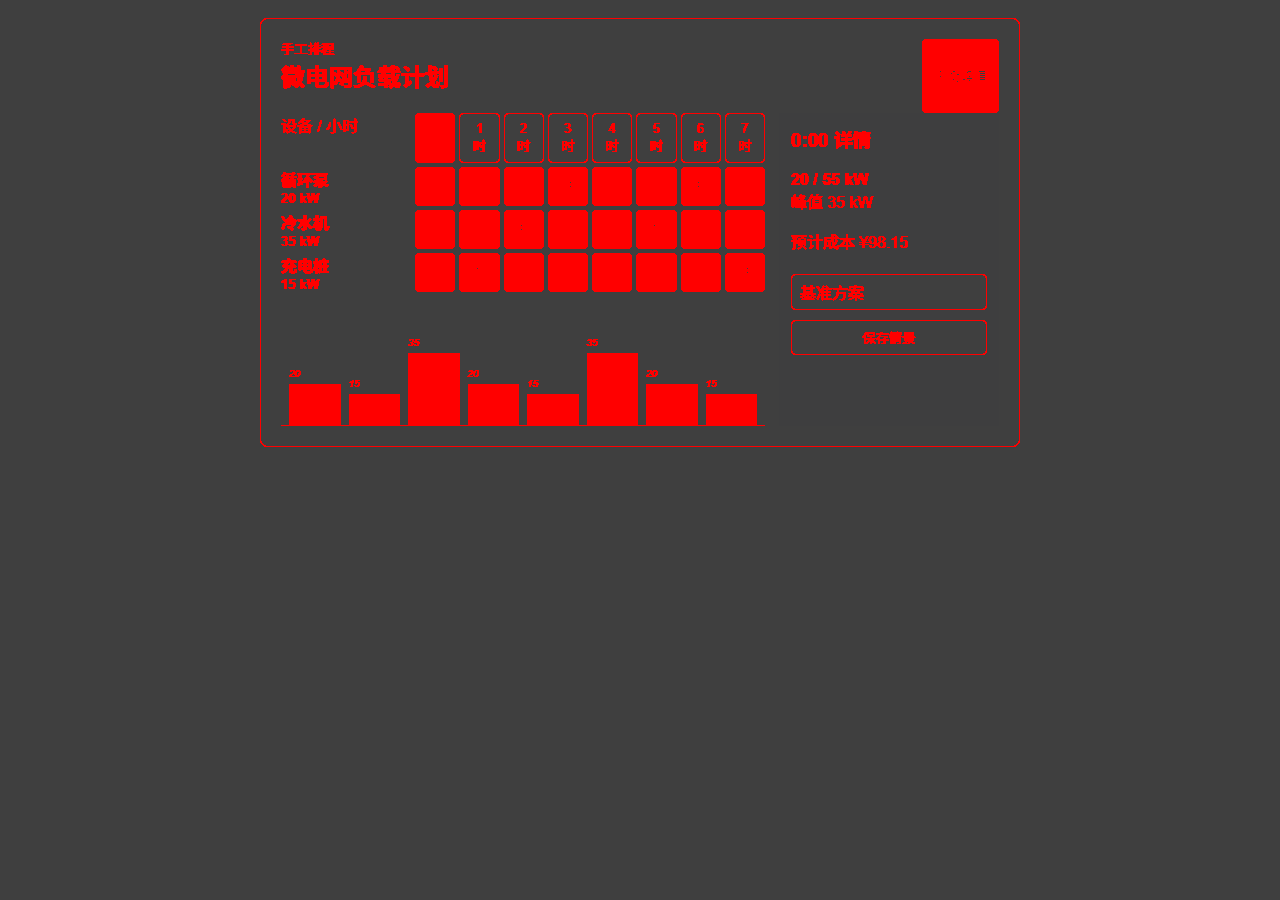 手工排程
微电网负载计划
设备 / 小时
1 时
2 时
3 时
4 时
5 时
6 时
7 时
循环泵
20 kW
冷水机
35 kW
充电桩
15 kW
0:00 详情
20 / 55 kW
峰值 35 kW
预计成本 ¥98.15
基准方案
保存
20
15
35
20
15
35
20
15